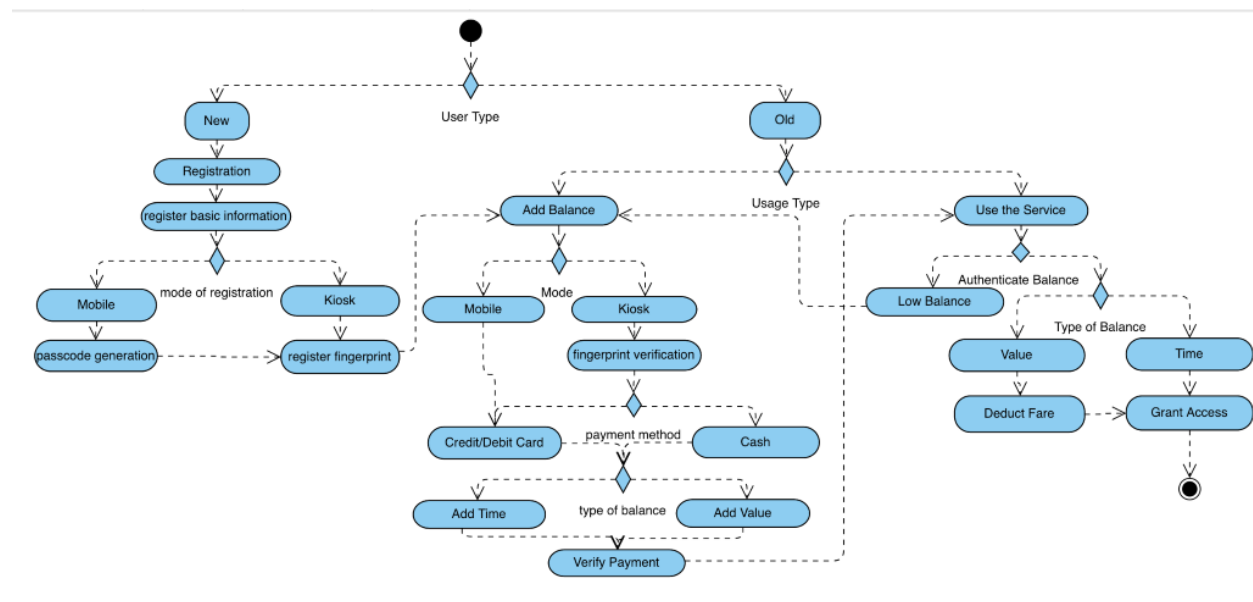 User Type
New
Old
Registration
register basic information
Add Balance
Usage Type
Use the Service
mode of registration
Mobile
Kiosk
Mode
Mobile
Kiosk
Authenticate Balance
Low Balance
Type of Balance
passcode generation
register fingerprint
fingerprint verification
Value
Time
Credit/Debit Card
payment method
Cash
Deduct Fare
Grant Access
Add Time
type of balance
Add Value
Verify Payment